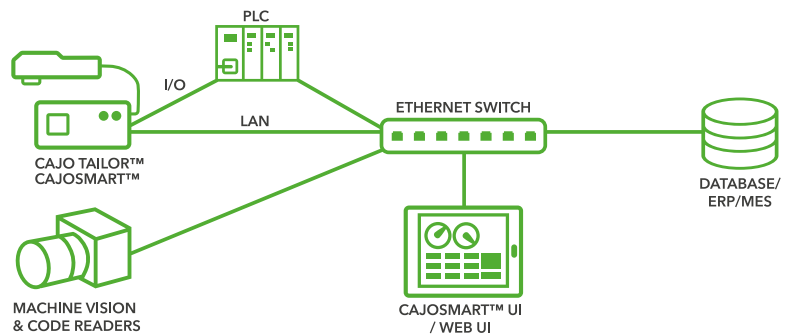 PLC
I/O
ETHERNET SWITCH
LAN
CAJO TAILOR™
CAJOSMART™
DATABASE/
ERP/MES
MACHINE VISION
& CODE READERS
CAJOSMART™ UI
/ WEB UI